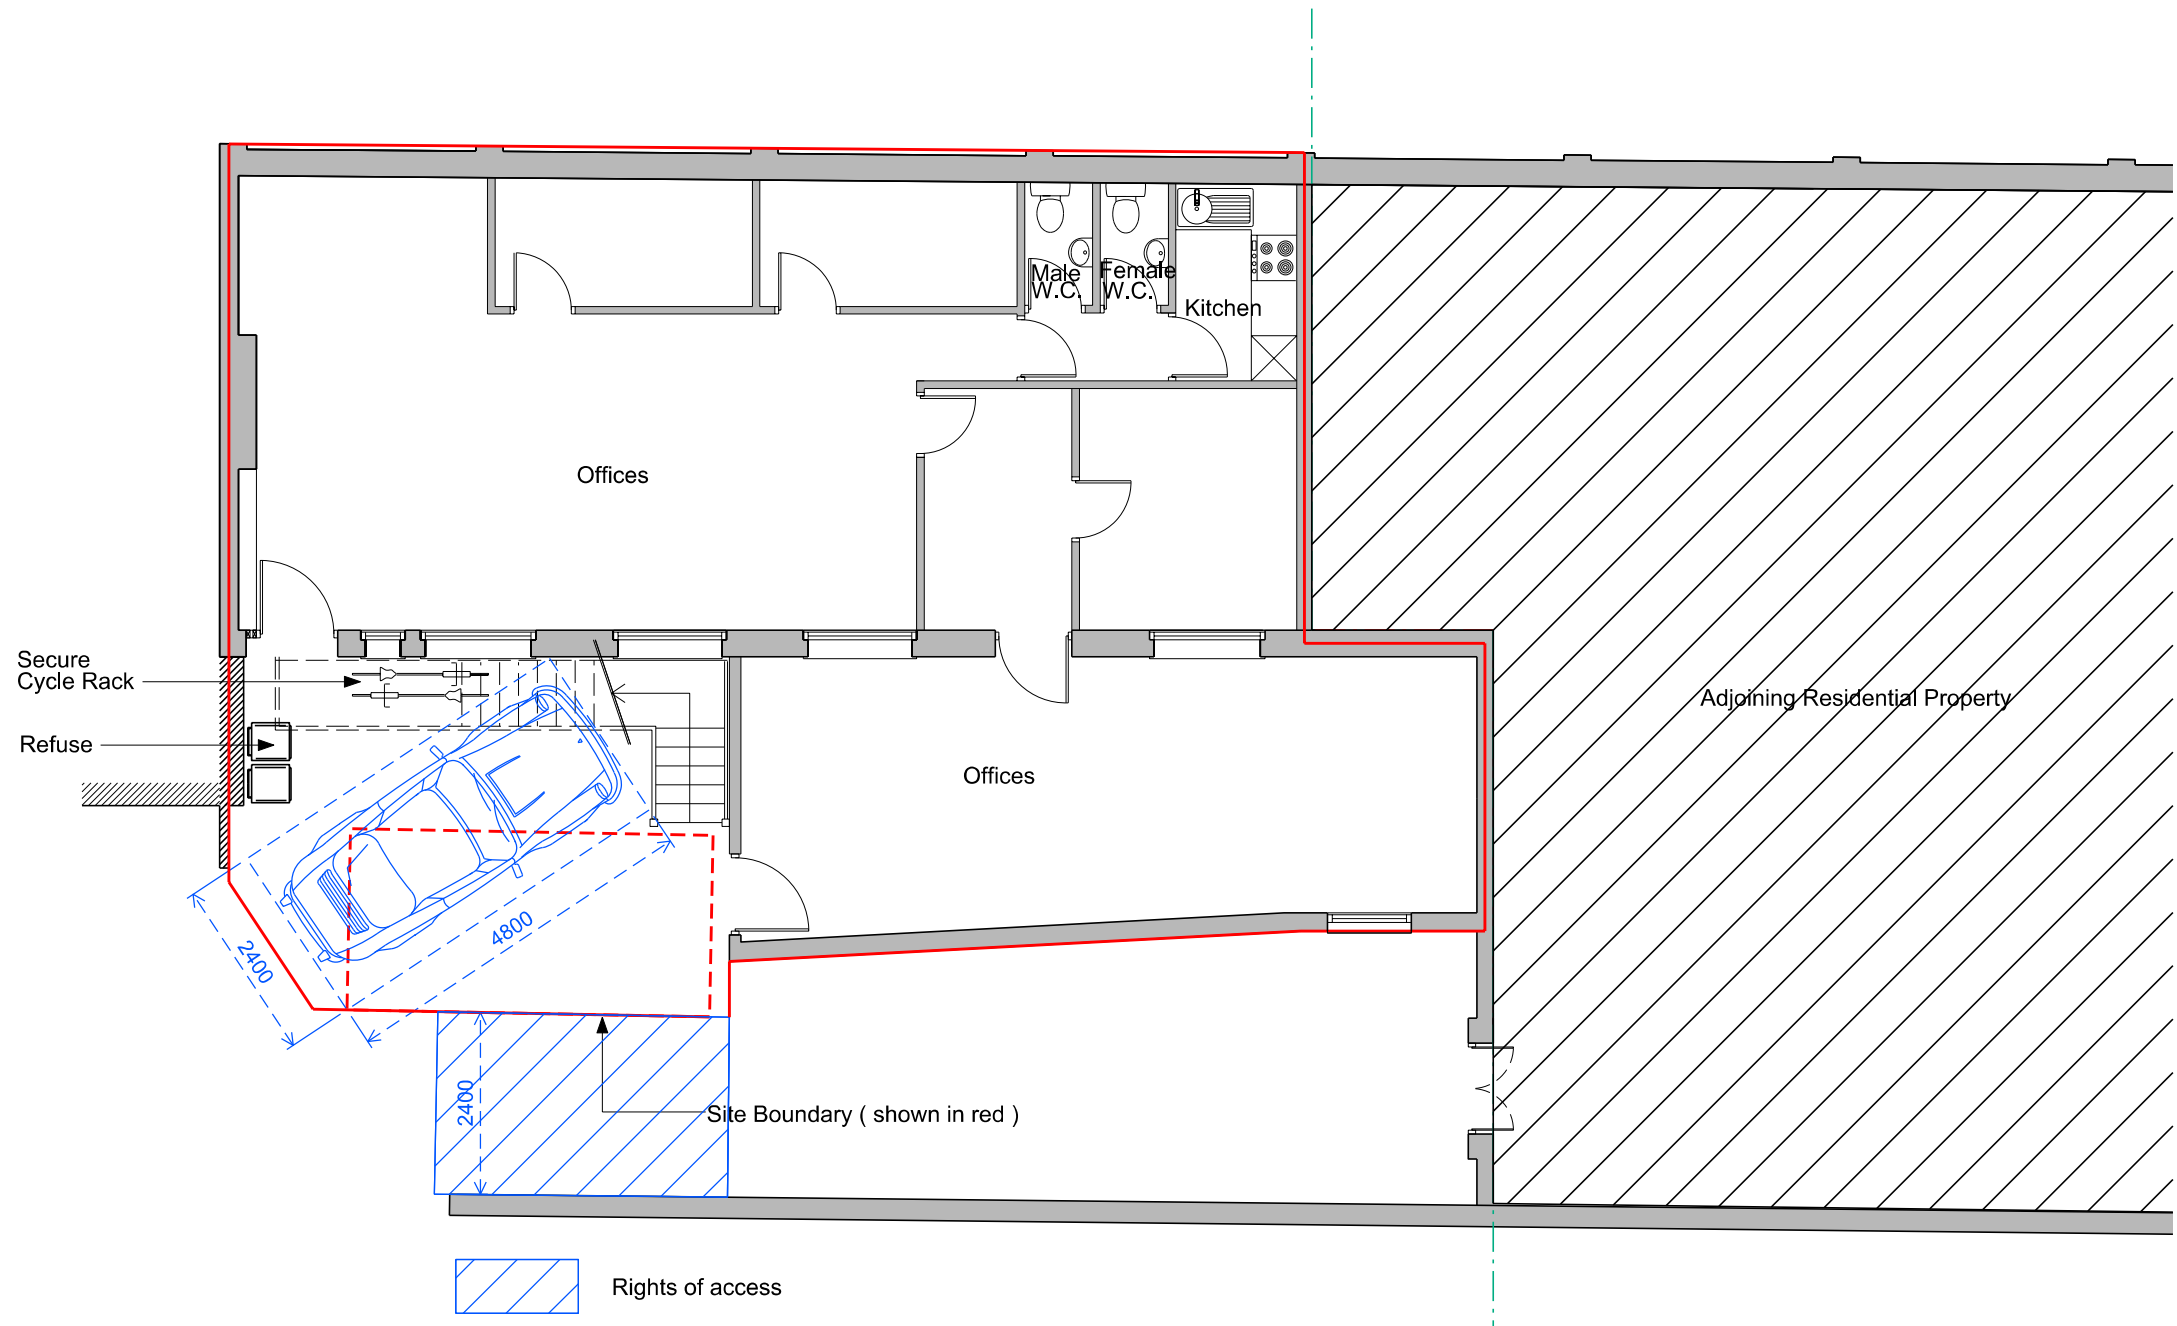 Male
W.C.
Female
W.C.
Kitchen
Offices
Secure
Cycle Rack
Refuse
Adjoining Residential Property
Offices
4800
2400
2400
Site Boundary ( shown in red )
Rights of access